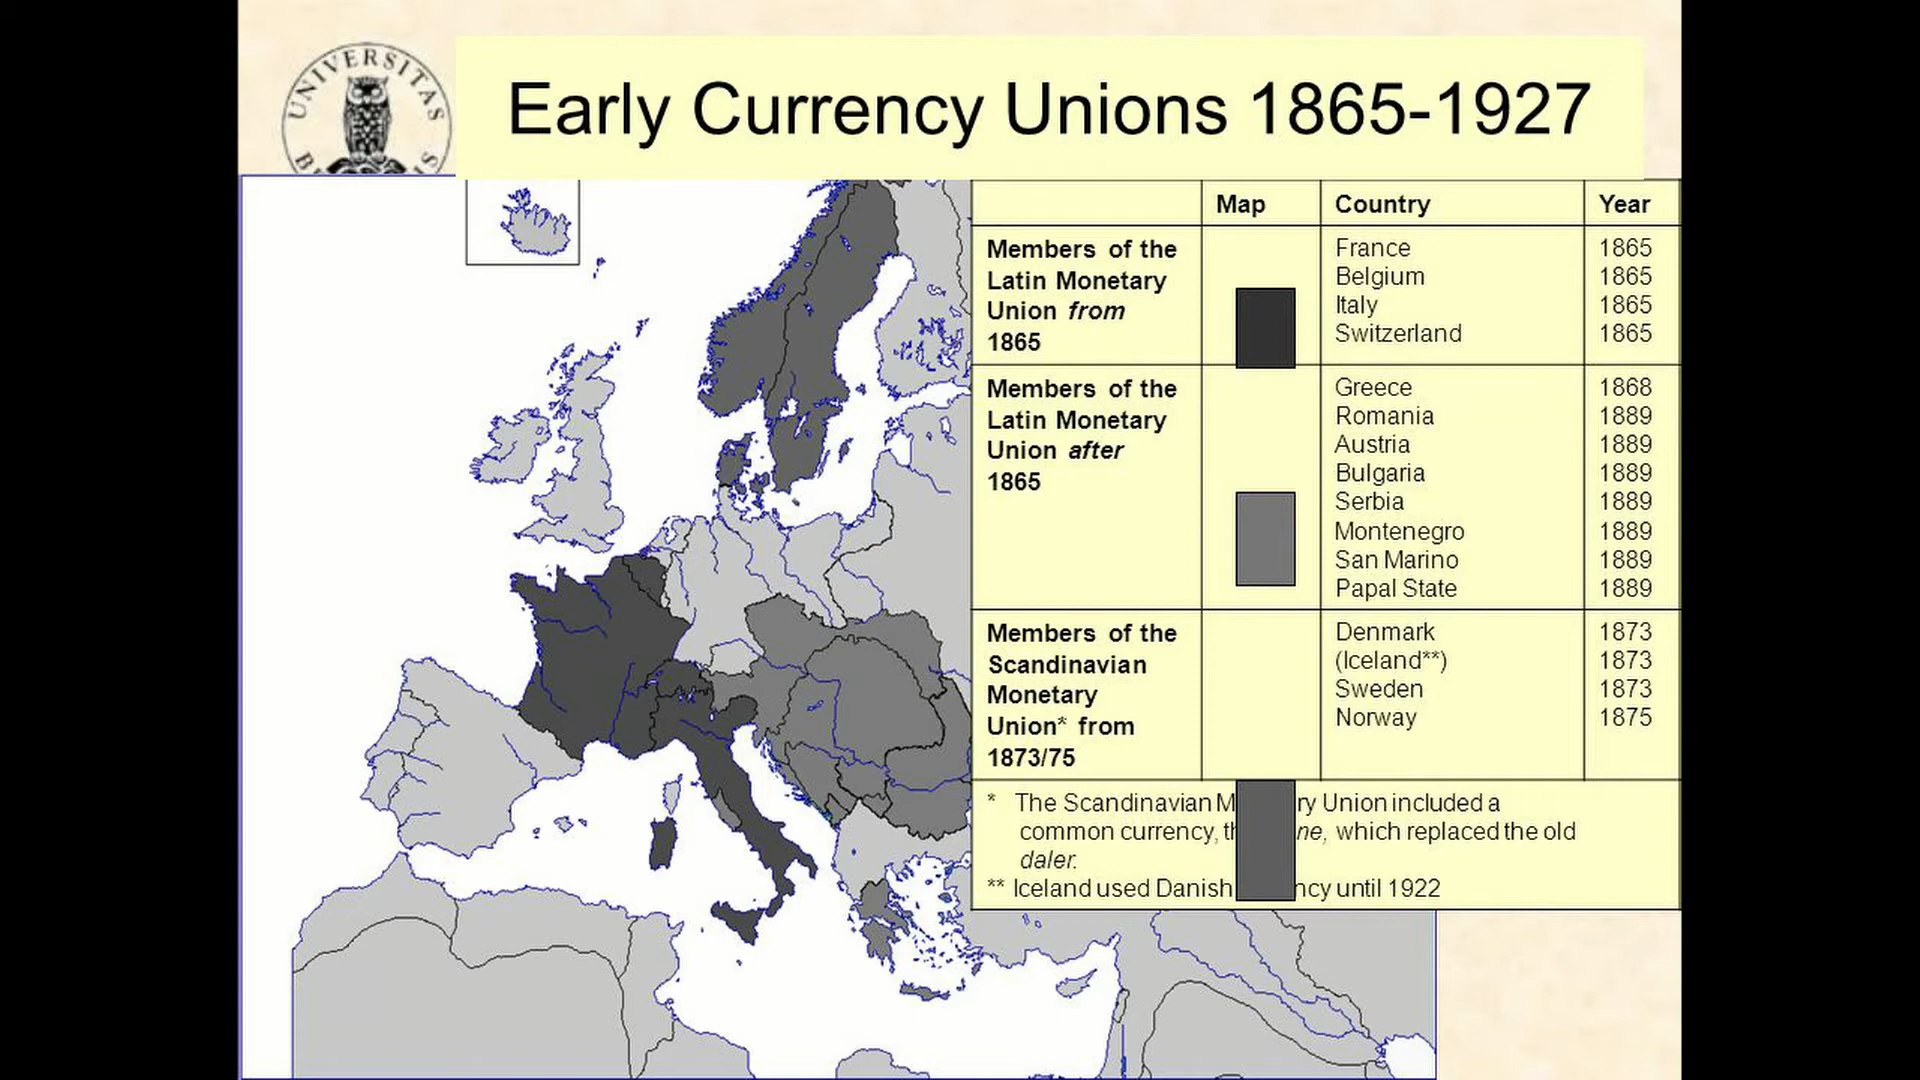 UNIVERSITAS
Early Currency Unions 1865-1927
Map Country Year
Members of the
Latin Monetary
Union from
1865
France 1865
Belgium 1865
Italy 1865
Switzerland 1865
Members of the
Latin Monetary
Union after
1865
Greece 1868
Romania 1889
Austria 1889
Bulgaria 1889
Serbia 1889
Montenegro 1889
San Marino 1889
Papal State 1889
Members of the
Scandinavian
Monetary
Union* from
1873/75
Denmark 1873
(Iceland**) 1873
Sweden 1873
Norway 1875
* The Scandinavian Union included a
common currency, which replaced the old
daler.
** Iceland used Danish until 1922